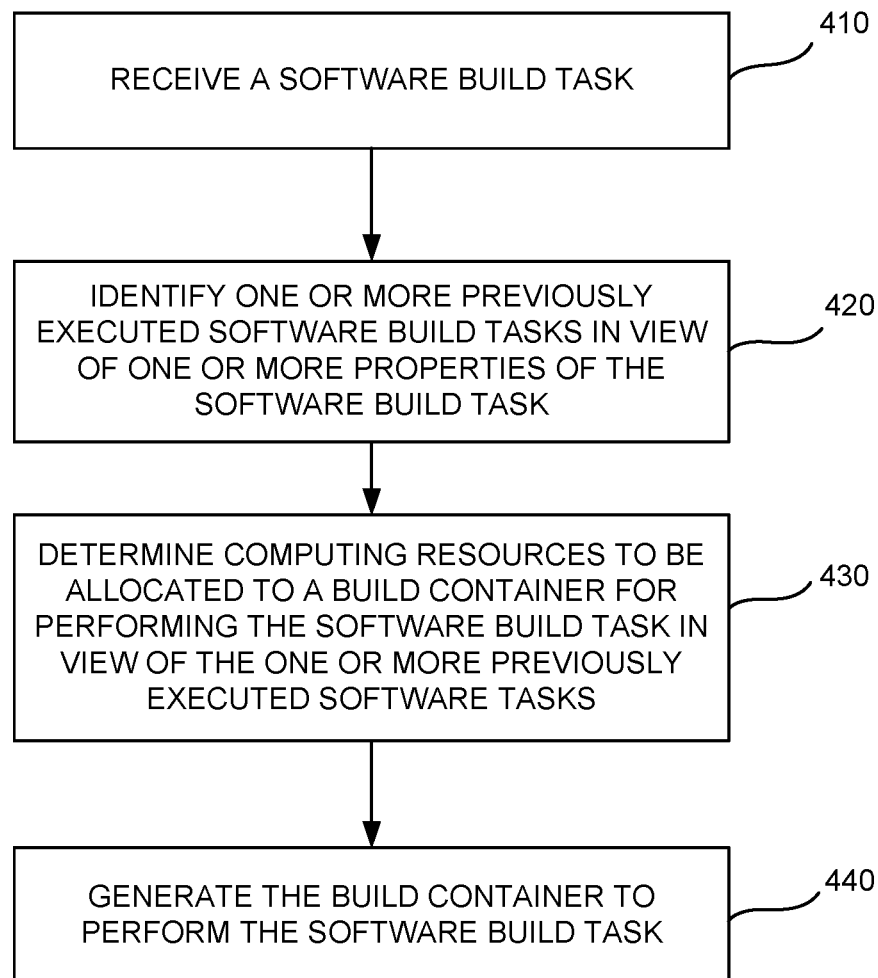 410
RECEIVE A SOFTWARE BUILD TASK
IDENTIFY ONE OR MORE PREVIOUSLY
EXECUTED SOFTWARE BUILD TASKS IN VIEW
OF ONE OR MORE PROPERTIES OF THE
SOFTWARE BUILD TASK
420
DETERMINE COMPUTING RESOURCES TO BE
ALLOCATED TO A BUILD CONTAINER FOR
PERFORMING THE SOFTWARE BUILD TASK IN
VIEW OF THE ONE OR MORE PREVIOUSLY
EXECUTED SOFTWARE TASKS
430
GENERATE THE BUILD CONTAINER TO
PERFORM THE SOFTWARE BUILD TASK
440